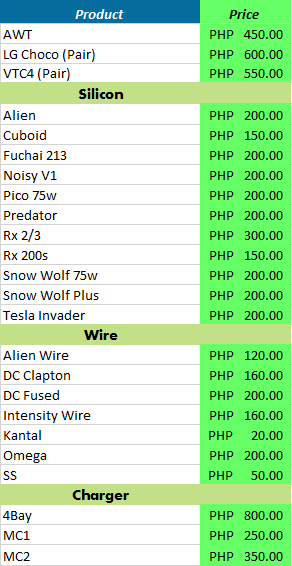 Product Price
AWT PHP 450.00
LG Choco (Pair) PHP 600.00
VTC4 (Pair) PHP 550.00
Silicon
Alien PHP 200.00
Cuboid PHP 150.00
Fuchai 213 PHP 200.00
Noisy V1 PHP 200.00
Pico 75w PHP 200.00
Predator PHP 200.00
Rx 2/3 PHP 300.00
Rx 200s PHP 150.00
Snow Wolf 75w PHP 200.00
Snow Wolf Plus PHP 200.00
Tesla Invader PHP 200.00
Wire
Alien Wire PHP 120.00
DC Clapton PHP 160.00
DC Fused PHP 200.00
Intensity Wire PHP 160.00
Kantal PHP 20.00
Omega PHP 200.00
SS PHP 50.00
Charger
4Bay PHP 800.00
MC1 PHP 250.00
MC2 PHP 350.00